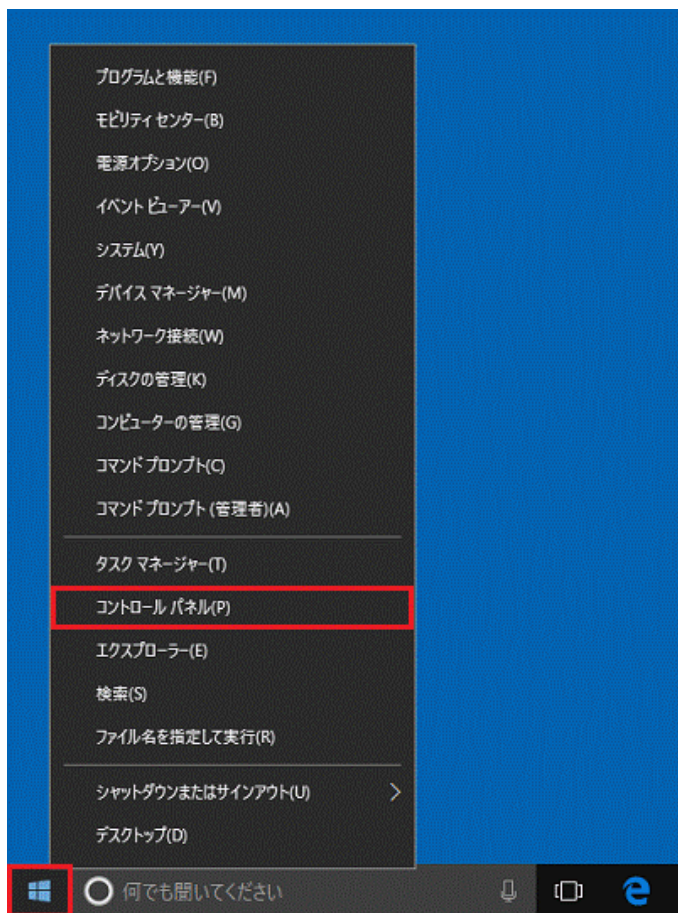 プログラムと機能(F)
モビリティ センター(B)
電源オプション(O)
イベント ビューアー(V)
システム(Y)
デバイス マネージャー(M)
ネットワーク接続(W)
ディスクの管理(K)
コンピューターの管理(G)
コマンド プロンプト(C)
コマンド プロンプト (管理者)(A)
タスク マネージャー(T)
コントロール パネル(P)
エクスプローラー(E)
検索(S)
ファイル名を指定して実行(R)
シャットダウンまたはサインアウト(U)
デスクトップ(D)
何でも聞いてください